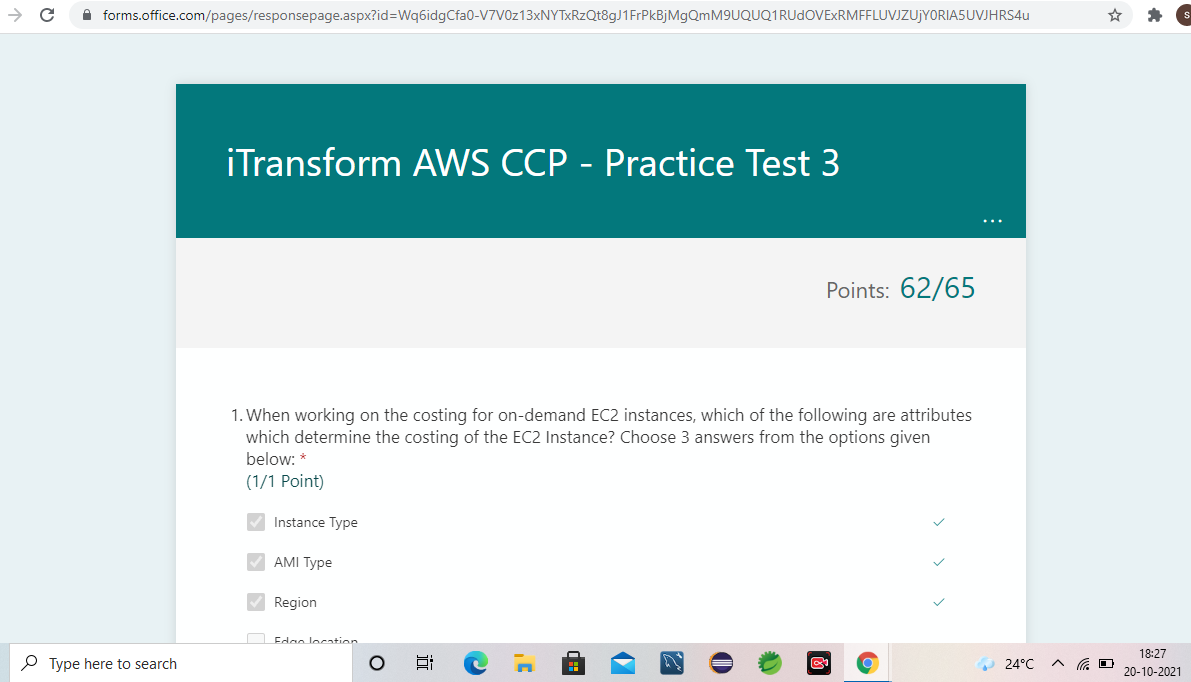 forms.office.com/pages/responsepage.aspx?id=Wq6idgCfa0-V7V0z13xNYTxRzQt8gJ1FrPkBjMgQmM9UQUQ1RUdOVExRMFFLUVJZUjY0RlA5UVJHRS4u
S
iTransform AWS CCP - Practice Test 3
...
Points: 62/65
1. When working on the costing for on-demand EC2 instances, which of the following are attributes
which determine the costing of the EC2 Instance? Choose 3 answers from the options given
below: *
(1/1 Point)
Instance Type
AMI Type
Region
Edge location
Type here to search
24°C
18:27
20-10-2021